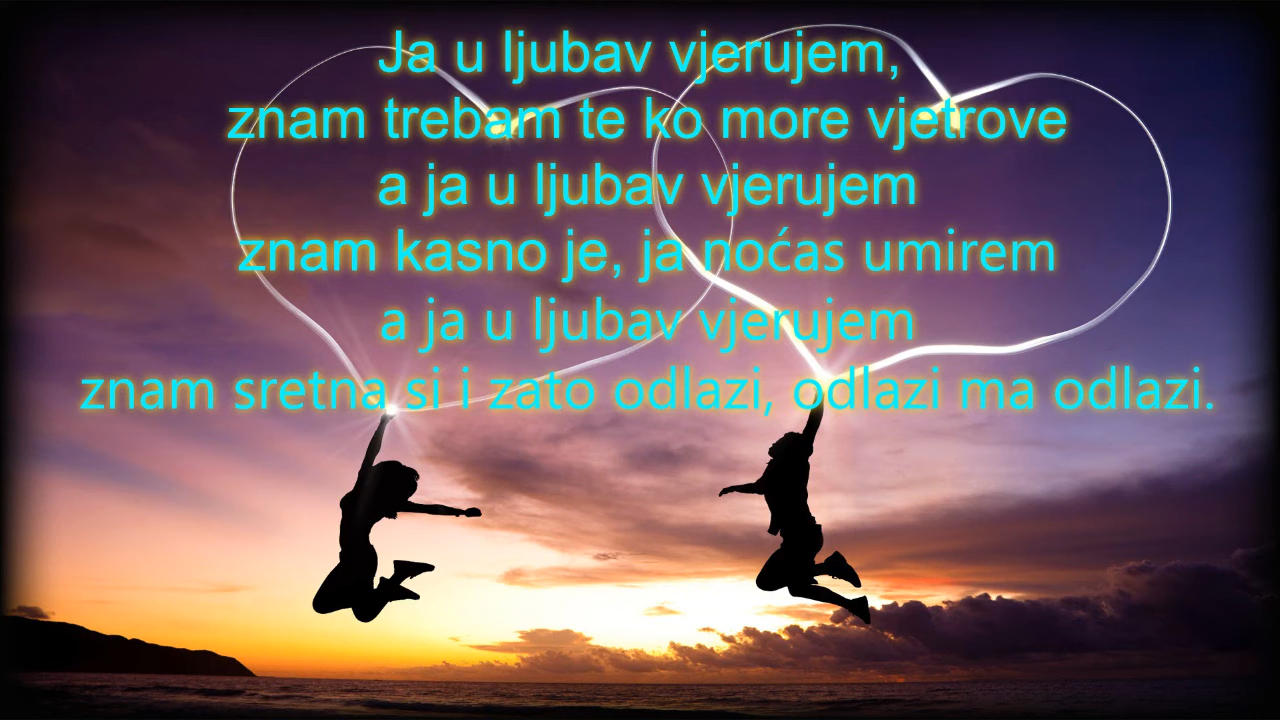 Ja u ljubav vjerujem,
znam trebam te ko more vjetrove
a ja u ljubav vjerujem
znam kasno je, ja noćas umirem
a ja u ljubav vjerujem
znam sretna si i zato odlazi, odlazi ma odlazi.